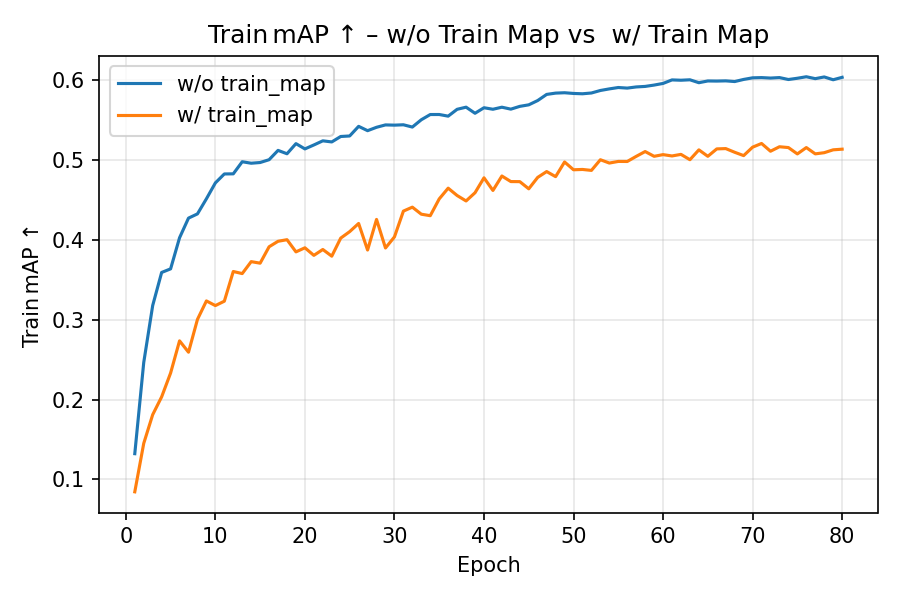 Train mAP ↑ – w/o Train Map vs  w/ Train Map
w/o train_map
w/ train_map
Train mAP ↑
0.6
0.5
0.4
0.3
0.2
0.1
0 10 20 30 40 50 60 70 80
Epoch